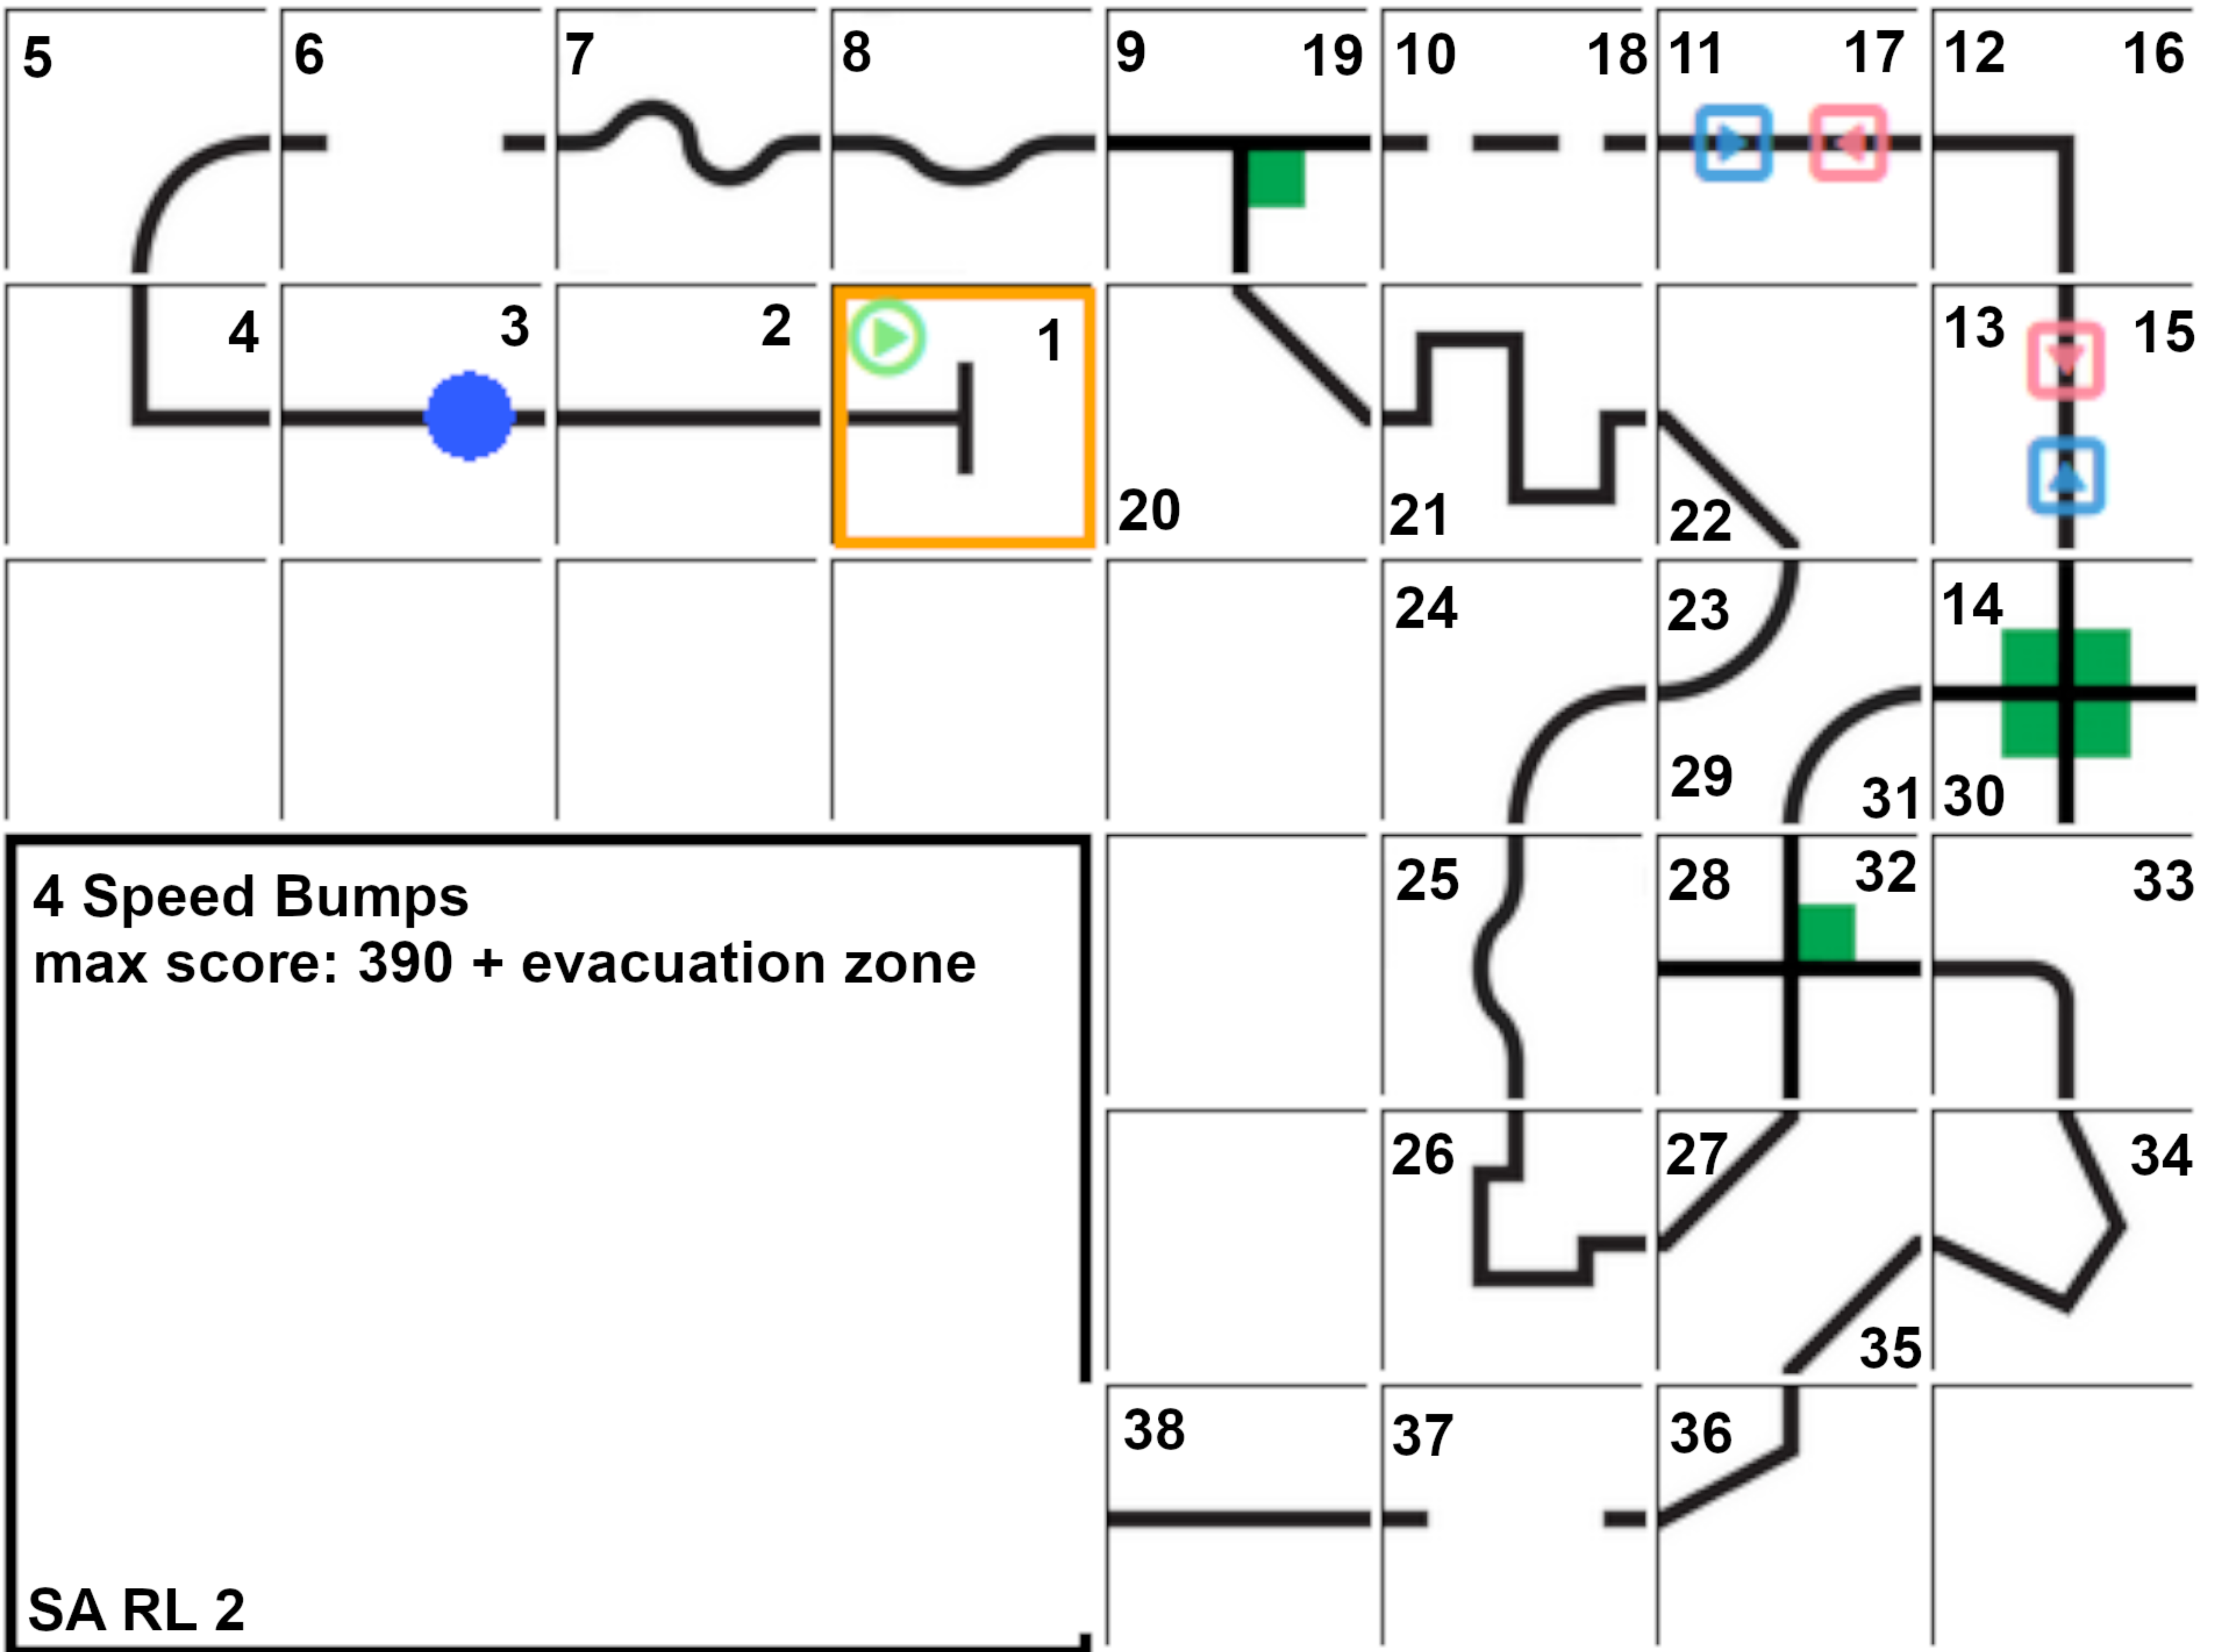 5 6 7 8 9 19 10 18 11 17 12 16
4 3 2 1 13 15
20 21 22
24 23 14
29 31 30
4 Speed Bumps
max score: 390 + evacuation zone
25 28 32 33
26 27 34
35
38 37 36
SA RL 2